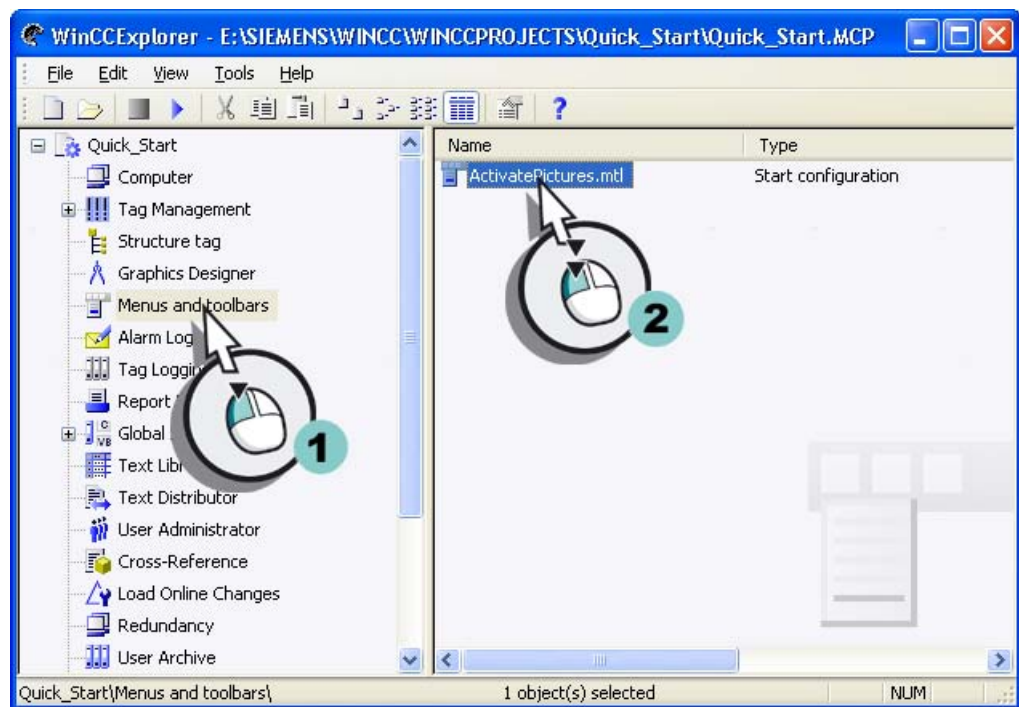 WinCCExplorer - E:\SIEMENS\WINCC\WINCCPROJECTS\Quick_Start\Quick_Start.MCP
File Edit View Tools Help
Quick_Start
Computer
Tag Management
Structure tag
Graphics Designer
Menus and toolbars
Alarm Log
Tag Loggin
Report
Global
Text Libr
Text Distributor
User Administrator
Cross-Reference
Load Online Changes
Redundancy
User Archive
Name Type
ActivatePictures.mtl Start configuration
1
2
Quick_Start\Menus and toolbars\ 1 object(s) selected NUM